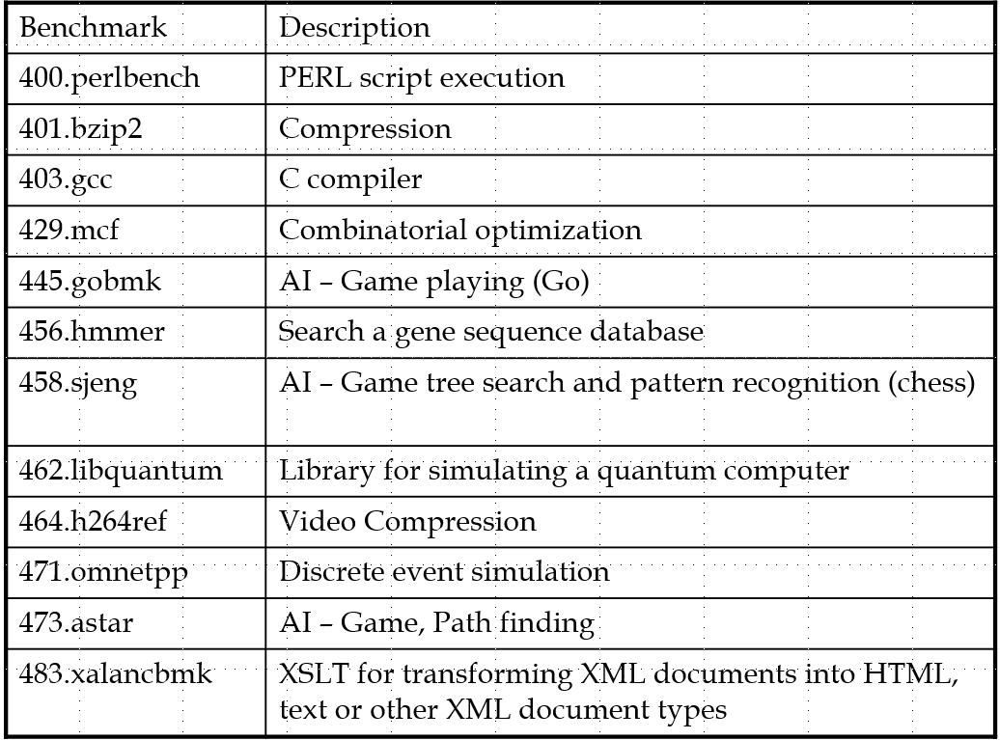 Benchmark Description
400.perlbench PERL script execution
401.bzip2 Compression
403.gcc C compiler
429.mcf Combinatorial optimization
445.gobmk AI – Game playing (Go)
456.hmmer Search a gene sequence database
458.sjeng AI – Game tree search and pattern recognition (chess)
462.libquantum Library for simulating a quantum computer
464.h264ref Video Compression
471.omnetpp Discrete event simulation
473.astar AI – Game, Path finding
483.xalancbmk XSLT for transforming XML documents into HTML,
text or other XML document types